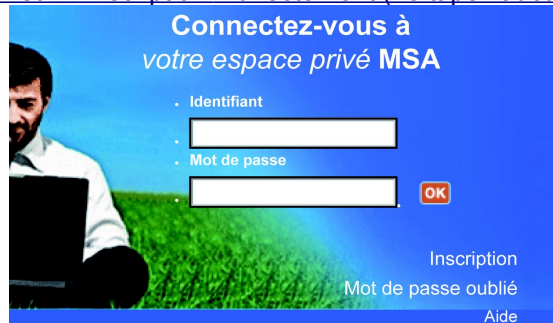 Connectez-vous à
votre espace privé MSA
Identifiant
Mot de passe
OK
Inscription
Mot de passe oublié
Aide